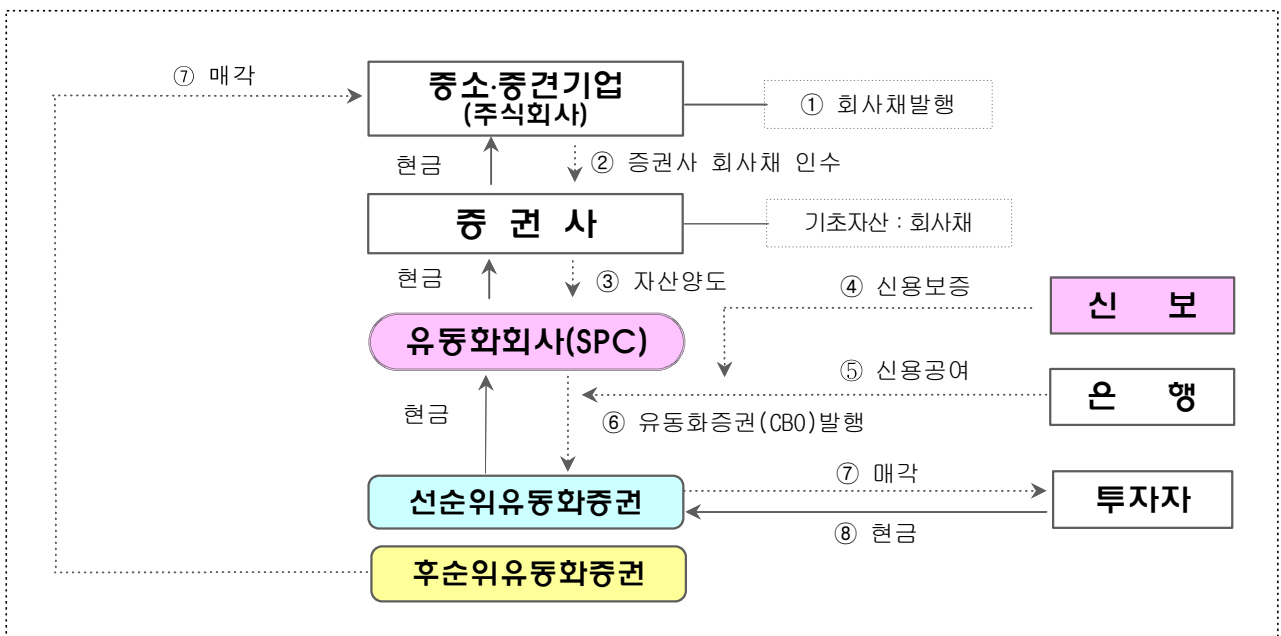 ⑦ 매각
중소·중견기업
(주식회사)
① 회사채발행
현금
② 증권사 회사채 인수
증 권 사
기초자산 : 회사채
현금
③ 자산양도
④ 신용보증
신 보
유동화회사(SPC)
⑤ 신용공여
은 행
현금
⑥ 유동화증권(CBO)발행
⑦ 매각
선순위유동화증권
투자자
⑧ 현금
후순위유동화증권